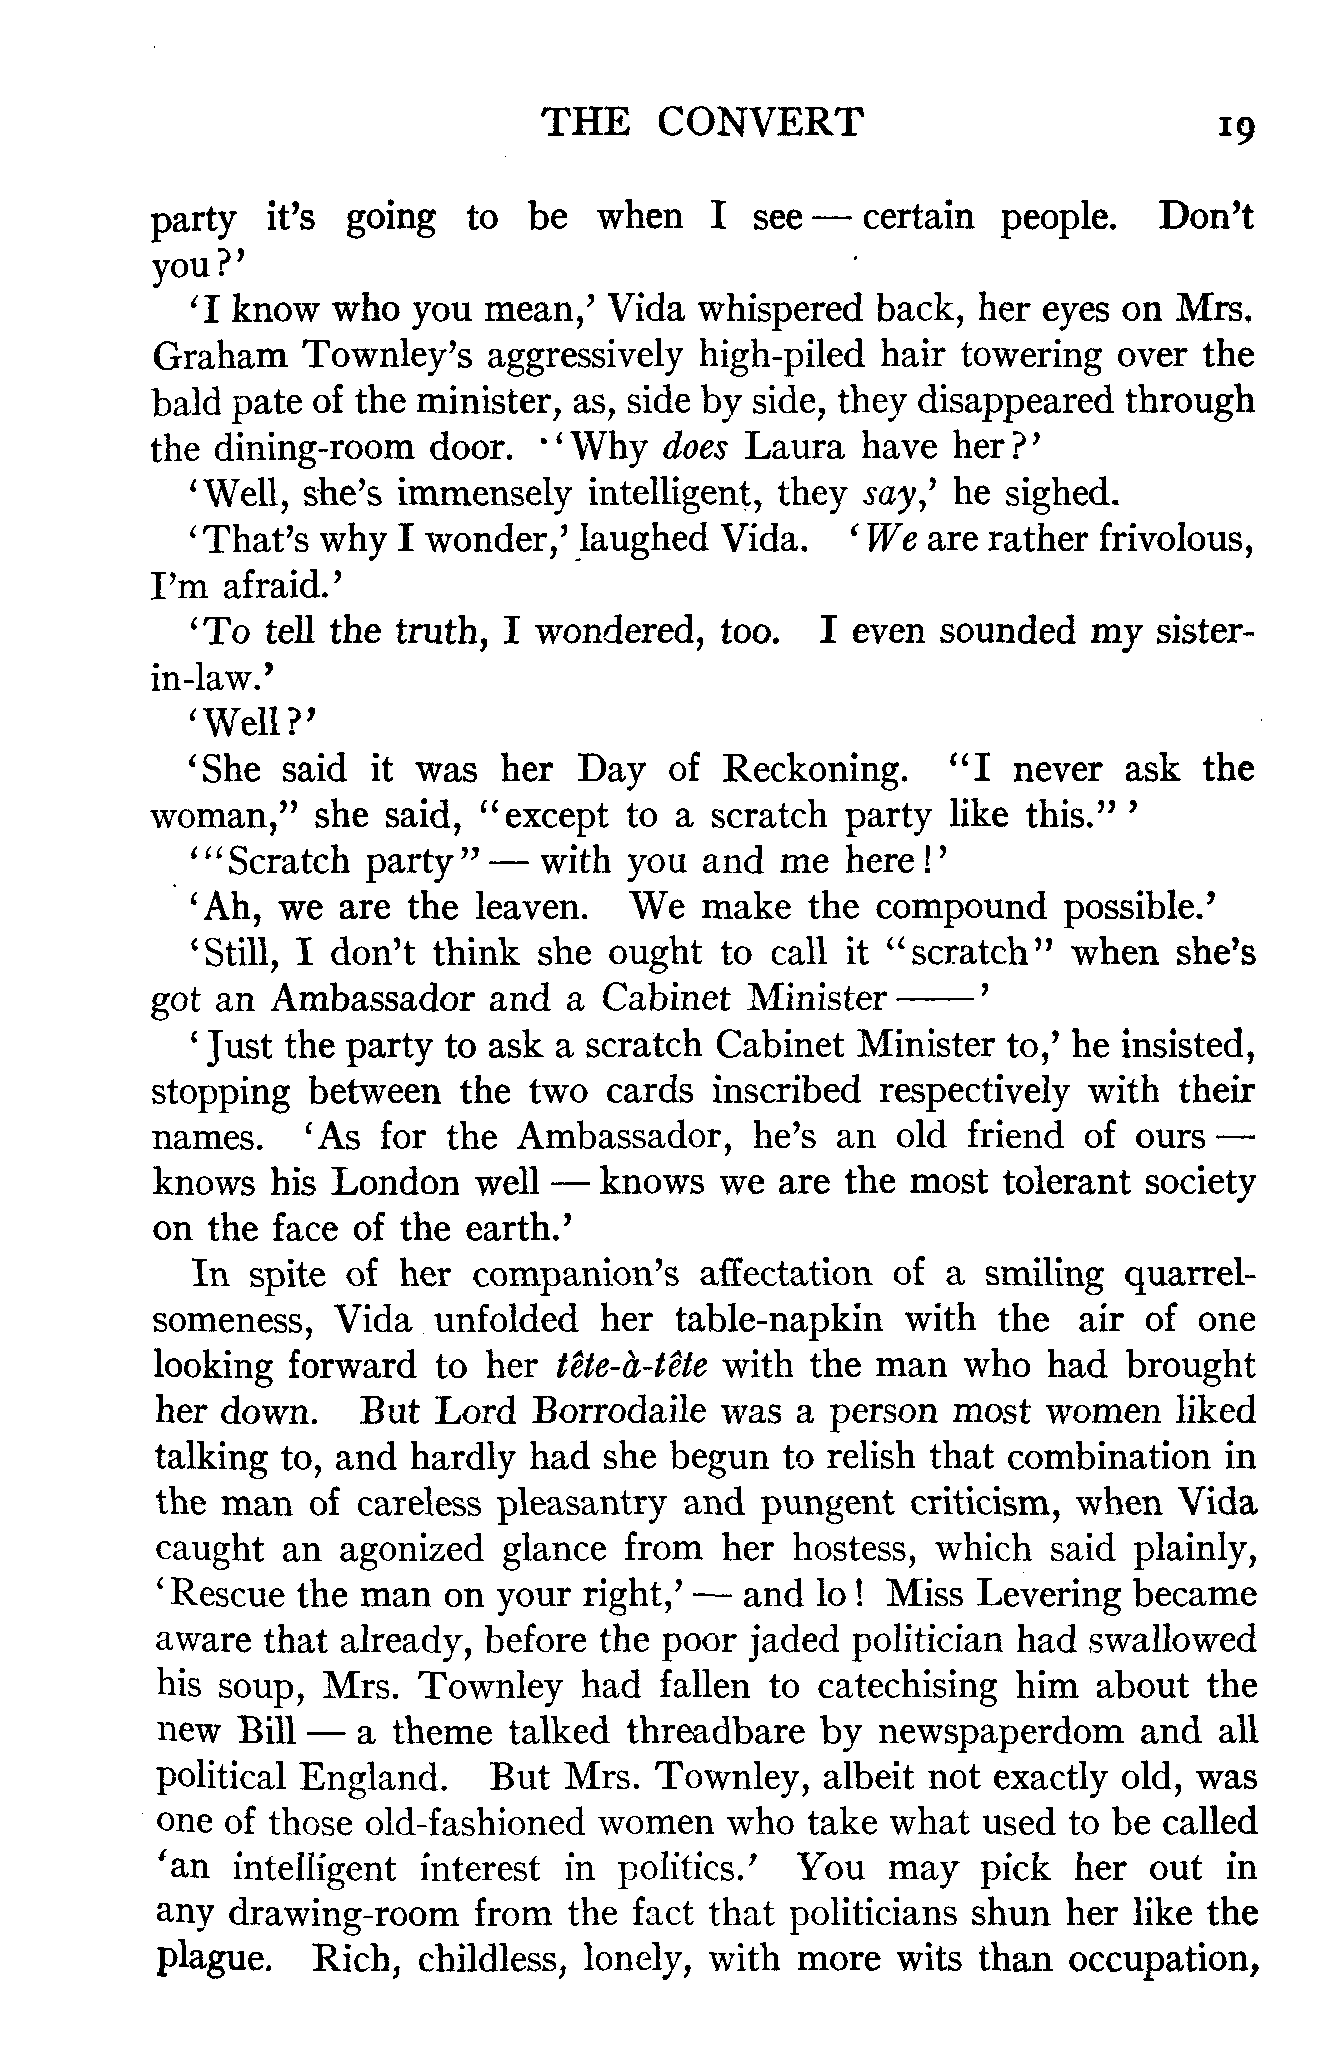 THE CONVERT 19
party it's going to be when I see — certain people. Don't
you?'
'I know who you mean,' Vida whispered back, her eyes on Mrs.
Graham Townley's aggressively high-piled hair towering over the
bald pate of the minister, as, side by side, they disappeared through
the dining-room door. 'Why does Laura have her?'
'Well, she's immensely intelligent, they say,' he sighed.
'That's why I wonder,' laughed Vida. 'We are rather frivolous,
I'm afraid.'
'To tell the truth, I wondered, too. I even sounded my sister-
in-law.'
'Well?'
'She said it was her Day of Reckoning. "I never ask the
woman," she said, "except to a scratch party like this." '
'"Scratch party" — with you and me here!'
'Ah, we are the leaven. We make the compound possible.'
'Still, I don't think she ought to call it "scratch" when she's
got an Ambassador and a Cabinet Minister ——'
'Just the party to ask a scratch Cabinet Minister to,' he insisted,
stopping between the two cards inscribed respectively with their
names. 'As for the Ambassador, he's an old friend of ours —
knows his London well — knows we are the most tolerant society
on the face of the earth.'
In spite of her companion's affectation of a smiling quarrel-
someness, Vida unfolded her table-napkin with the air of one
looking forward to her tête-à-tête with the man who had brought
her down. But Lord Borrodaile was a person most women liked
talking to, and hardly had she begun to relish that combination in
the man of careless pleasantry and pungent criticism, when Vida
caught an agonized glance from her hostess, which said plainly,
'Rescue the man on your right,' — and lo! Miss Levering became
aware that already, before the poor jaded politician had swallowed
his soup, Mrs. Townley had fallen to catechising him about the
new Bill — a theme talked threadbare by newspaperdom and all
political England. But Mrs. Townley, albeit not exactly old, was
one of those old-fashioned women who take what used to be called
'an intelligent interest in politics.' You may pick her out in
any drawing-room from the fact that politicians shun her like the
plague. Rich, childless, lonely, with more wits than occupation,